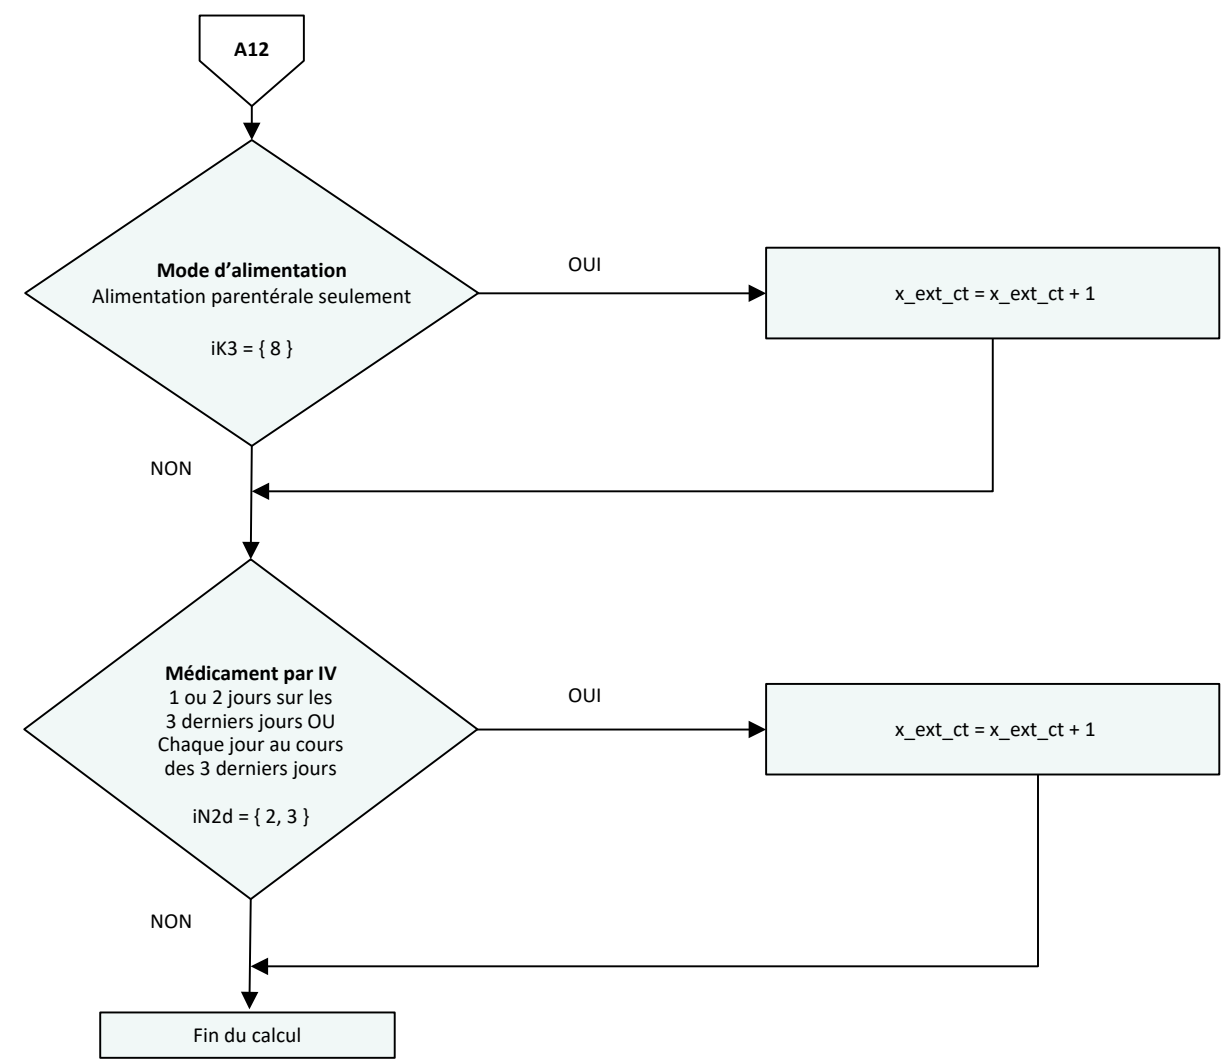 A12
Mode d’alimentation
Alimentation parentérale seulement
iK3 = { 8 }
OUI
x_ext_ct = x_ext_ct + 1
NON
Médicament par IV
1 ou 2 jours sur les
3 derniers jours OU
Chaque jour au cours
des 3 derniers jours
iN2d = { 2, 3 }
OUI
x_ext_ct = x_ext_ct + 1
NON
Fin du calcul